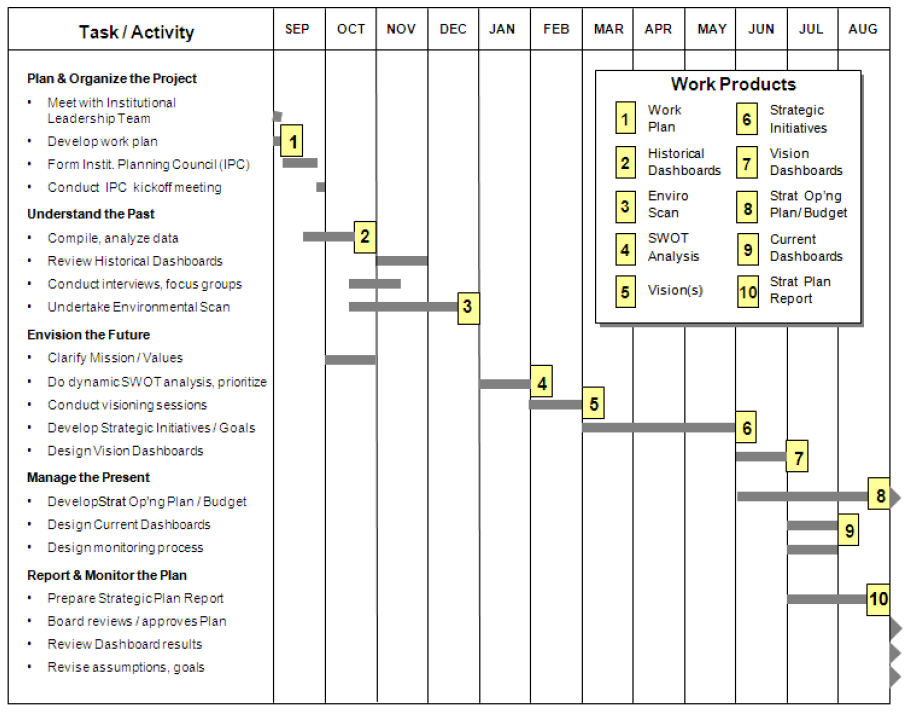 Task / Activity
SEP OCT NOV DEC JAN FEB MAR APR MAY JUN JUL AUG
Plan & Organize the Project
• Meet with Institutional
Leadership Team
• Develop work plan
1
• Form Instit. Planning Council (IPC)
• Conduct IPC kickoff meeting
Understand the Past
• Compile, analyze data
2
• Review Historical Dashboards
• Conduct interviews, focus groups
• Undertake Environmental Scan
3
Envision the Future
• Clarify Mission / Values
• Do dynamic SWOT analysis, prioritize
4
• Conduct visioning sessions
5
• Develop Strategic Initiatives / Goals
6
• Design Vision Dashboards
7
Manage the Present
• DevelopStrat Op'ng Plan / Budget
8
• Design Current Dashboards
9
• Design monitoring process
Report & Monitor the Plan
• Prepare Strategic Plan Report
10
• Board reviews / approves Plan
• Review Dashboard results
• Revise assumptions, goals
Work Products
1 Work
Plan
2 Historical
Dashboards
3 Enviro
Scan
4 SWOT
Analysis
5 Vision(s)
6 Strategic
Initiatives
7 Vision
Dashboards
8 Strat Op'ng
Plan/Budget
9 Current
Dashboards
10 Strat Plan
Report